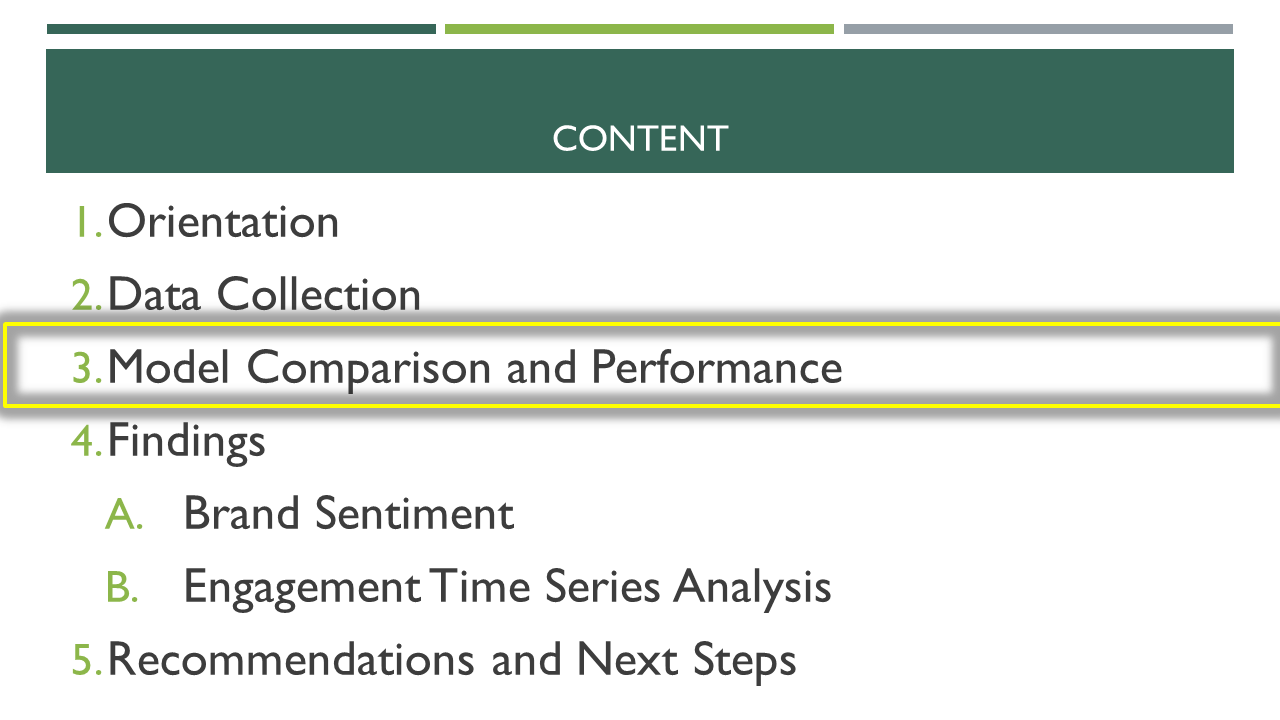 CONTENT
1. Orientation
2. Data Collection
3. Model Comparison and Performance
4. Findings
A. Brand Sentiment
B. Engagement Time Series Analysis
5. Recommendations and Next Steps